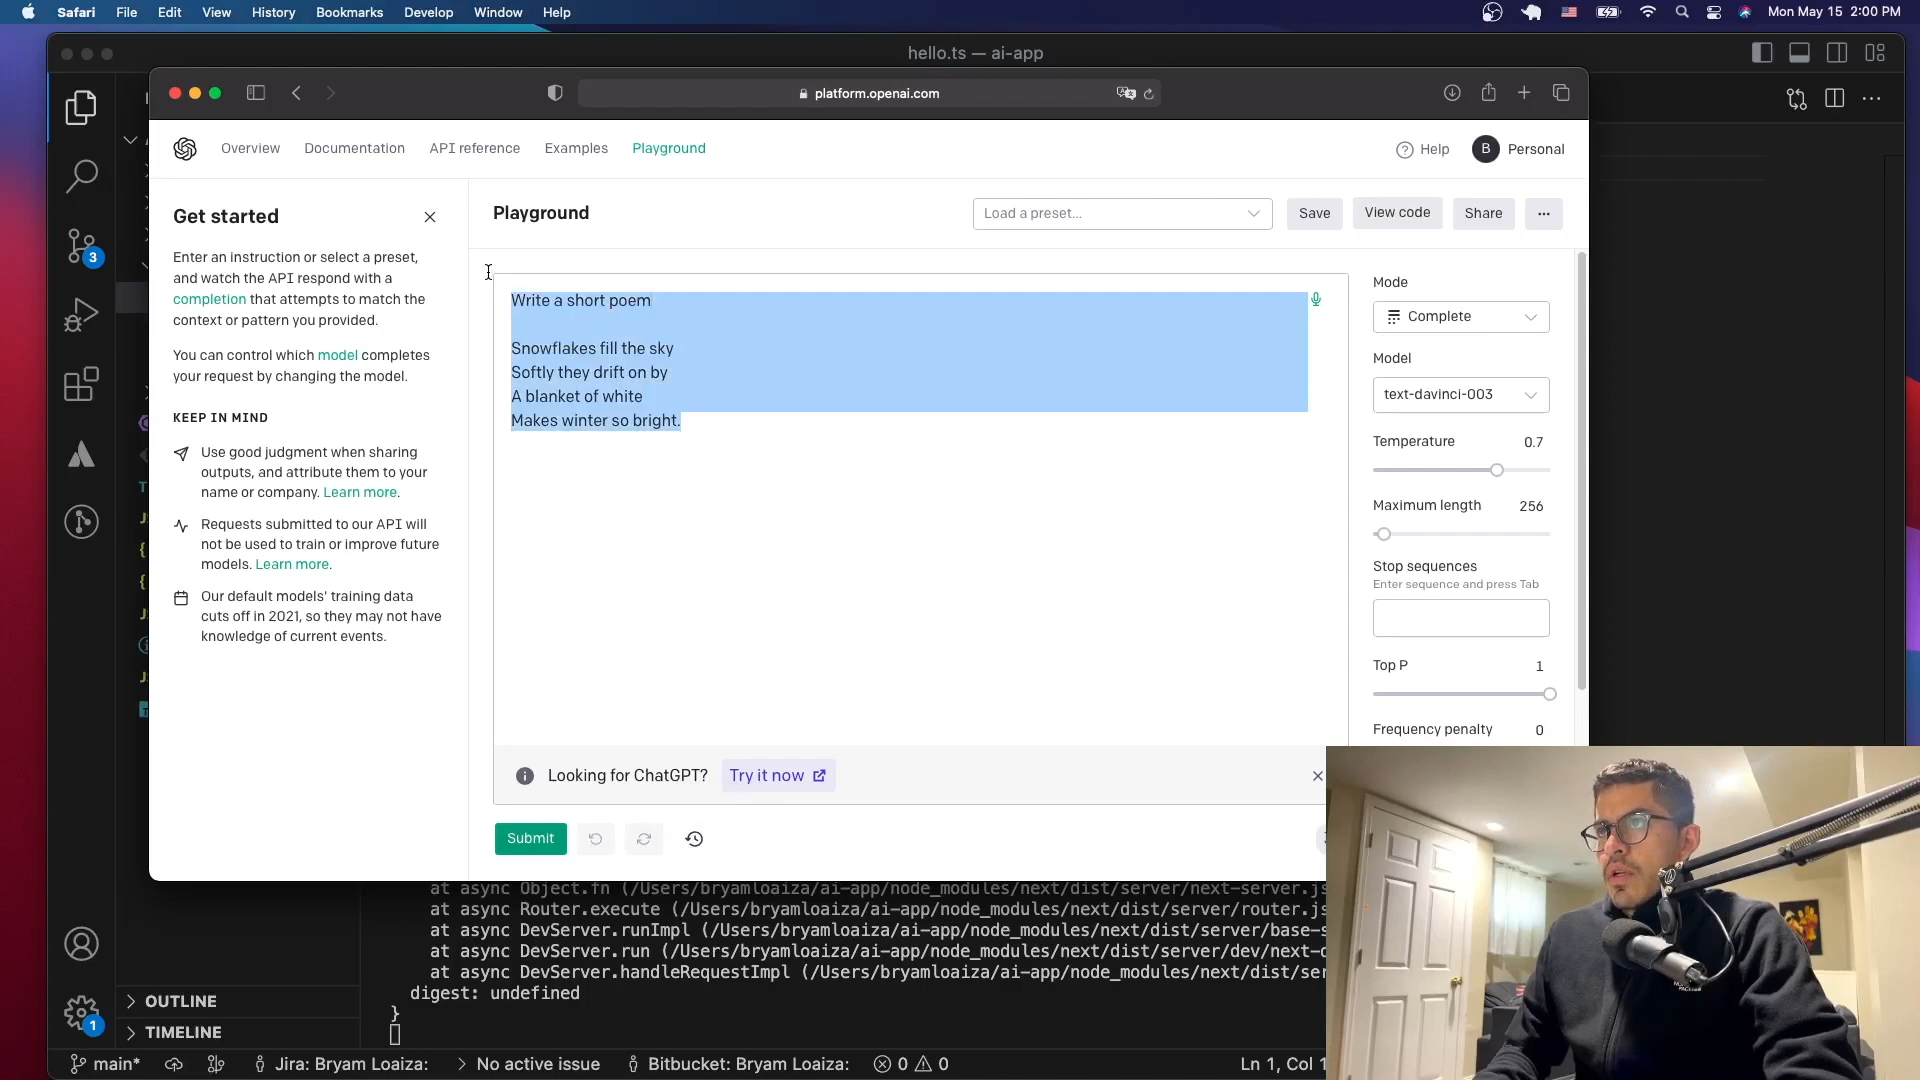 Safari File Edit View History Bookmarks Develop Window Help
Mon May 15 2:00 PM
hello.ts — ai-app
platform.openai.com
Overview Documentation API reference Examples Playground
Help B Personal
Get started
Enter an instruction or select a preset,
and watch the API respond with a
completion that attempts to match the
context or pattern you provided.
You can control which model completes
your request by changing the model.
KEEP IN MIND
Use good judgment when sharing
outputs, and attribute them to your
name or company. Learn more.
Requests submitted to our API will
not be used to train or improve future
models. Learn more.
Our default models' training data
cuts off in 2021, so they may not have
knowledge of current events.
Playground
Load a preset...
Save
View code
Share
...
Write a short poem
Snowflakes fill the sky
Softly they drift on by
A blanket of white
Makes winter so bright.
Looking for ChatGPT? Try it now
Submit
Mode
Complete
Model
text-davinci-003
Temperature 0.7
Maximum length 256
Stop sequences
Enter sequence and press Tab
Top P 1
Frequency penalty 0
3
1
at async Object.fn (/Users/bryamloaiza/ai-app/node_modules/next/dist/server/next-server.js
at async Router.execute (/Users/bryamloaiza/ai-app/node_modules/next/dist/server/router.js
at async DevServer.runImpl (/Users/bryamloaiza/ai-app/node_modules/next/dist/server/base-s
at async DevServer.run (/Users/bryamloaiza/ai-app/node_modules/next/dist/server/dev/next-d
at async DevServer.handleRequestImpl (/Users/bryamloaiza/ai-app/node_modules/next/dist/ser
digest: undefined
}
OUTLINE
TIMELINE
main* Jira: Bryam Loaiza: No active issue Bitbucket: Bryam Loaiza: 0 0 Ln 1, Col 1